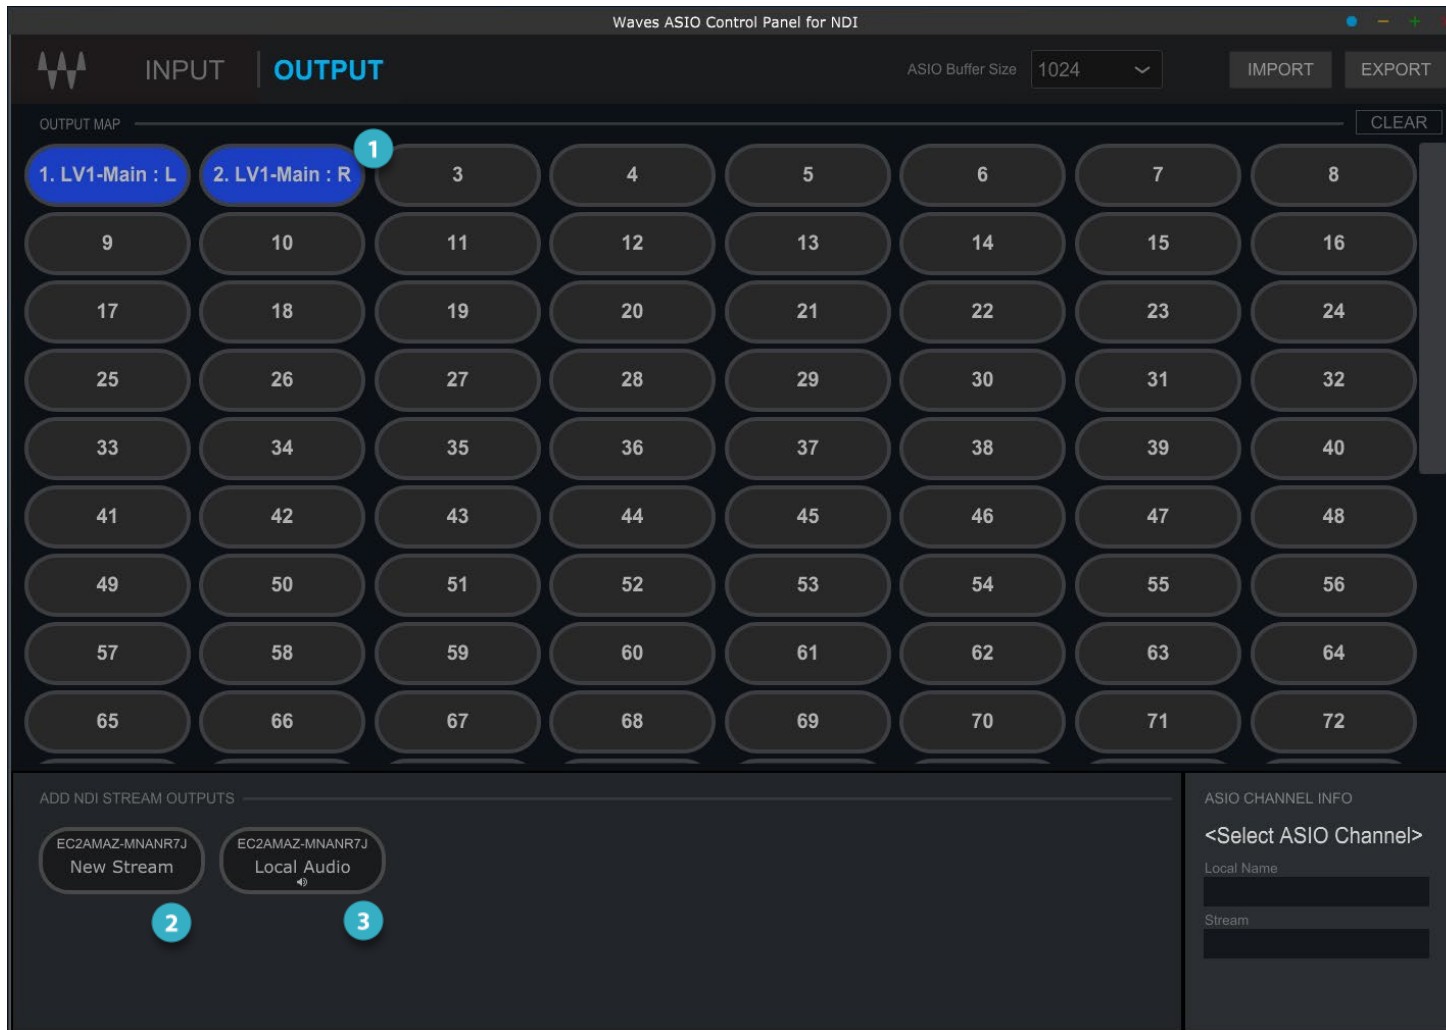 Waves ASIO Control Panel for NDI
INPUT OUTPUT ASIO Buffer Size 1024 IMPORT EXPORT
OUTPUT MAP CLEAR
1
1. LV1-Main : L 2. LV1-Main : R 3 4 5 6 7 8
9 10 11 12 13 14 15 16
17 18 19 20 21 22 23 24
25 26 27 28 29 30 31 32
33 34 35 36 37 38 39 40
41 42 43 44 45 46 47 48
49 50 51 52 53 54 55 56
57 58 59 60 61 62 63 64
65 66 67 68 69 70 71 72
ADD NDI STREAM OUTPUTS
EC2AMAZ-MNANR7J
New Stream
2
EC2AMAZ-MNANR7J
Local Audio
3
ASIO CHANNEL INFO
<Select ASIO Channel>
Local Name
Stream